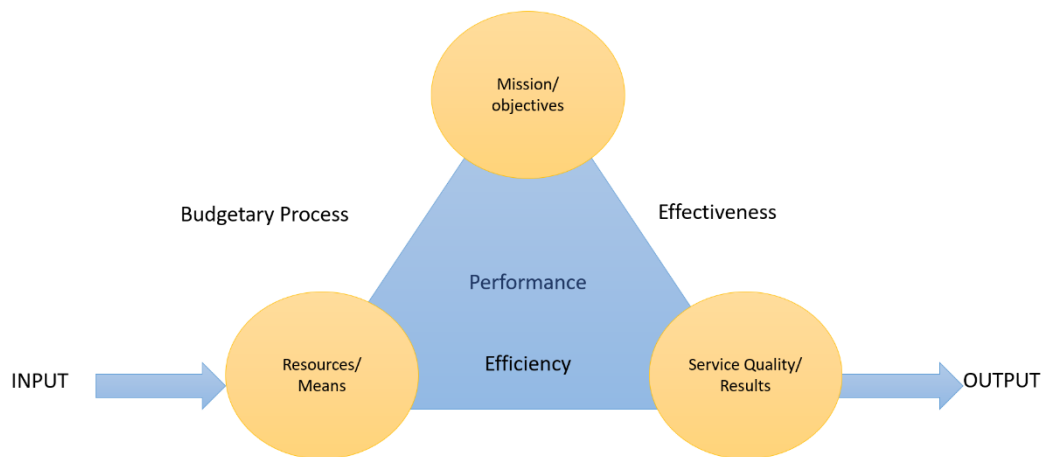 Mission/
objectives
Budgetary Process
Effectiveness
Performance
Efficiency
Resources/
Means
Service Quality/
Results
INPUT
OUTPUT